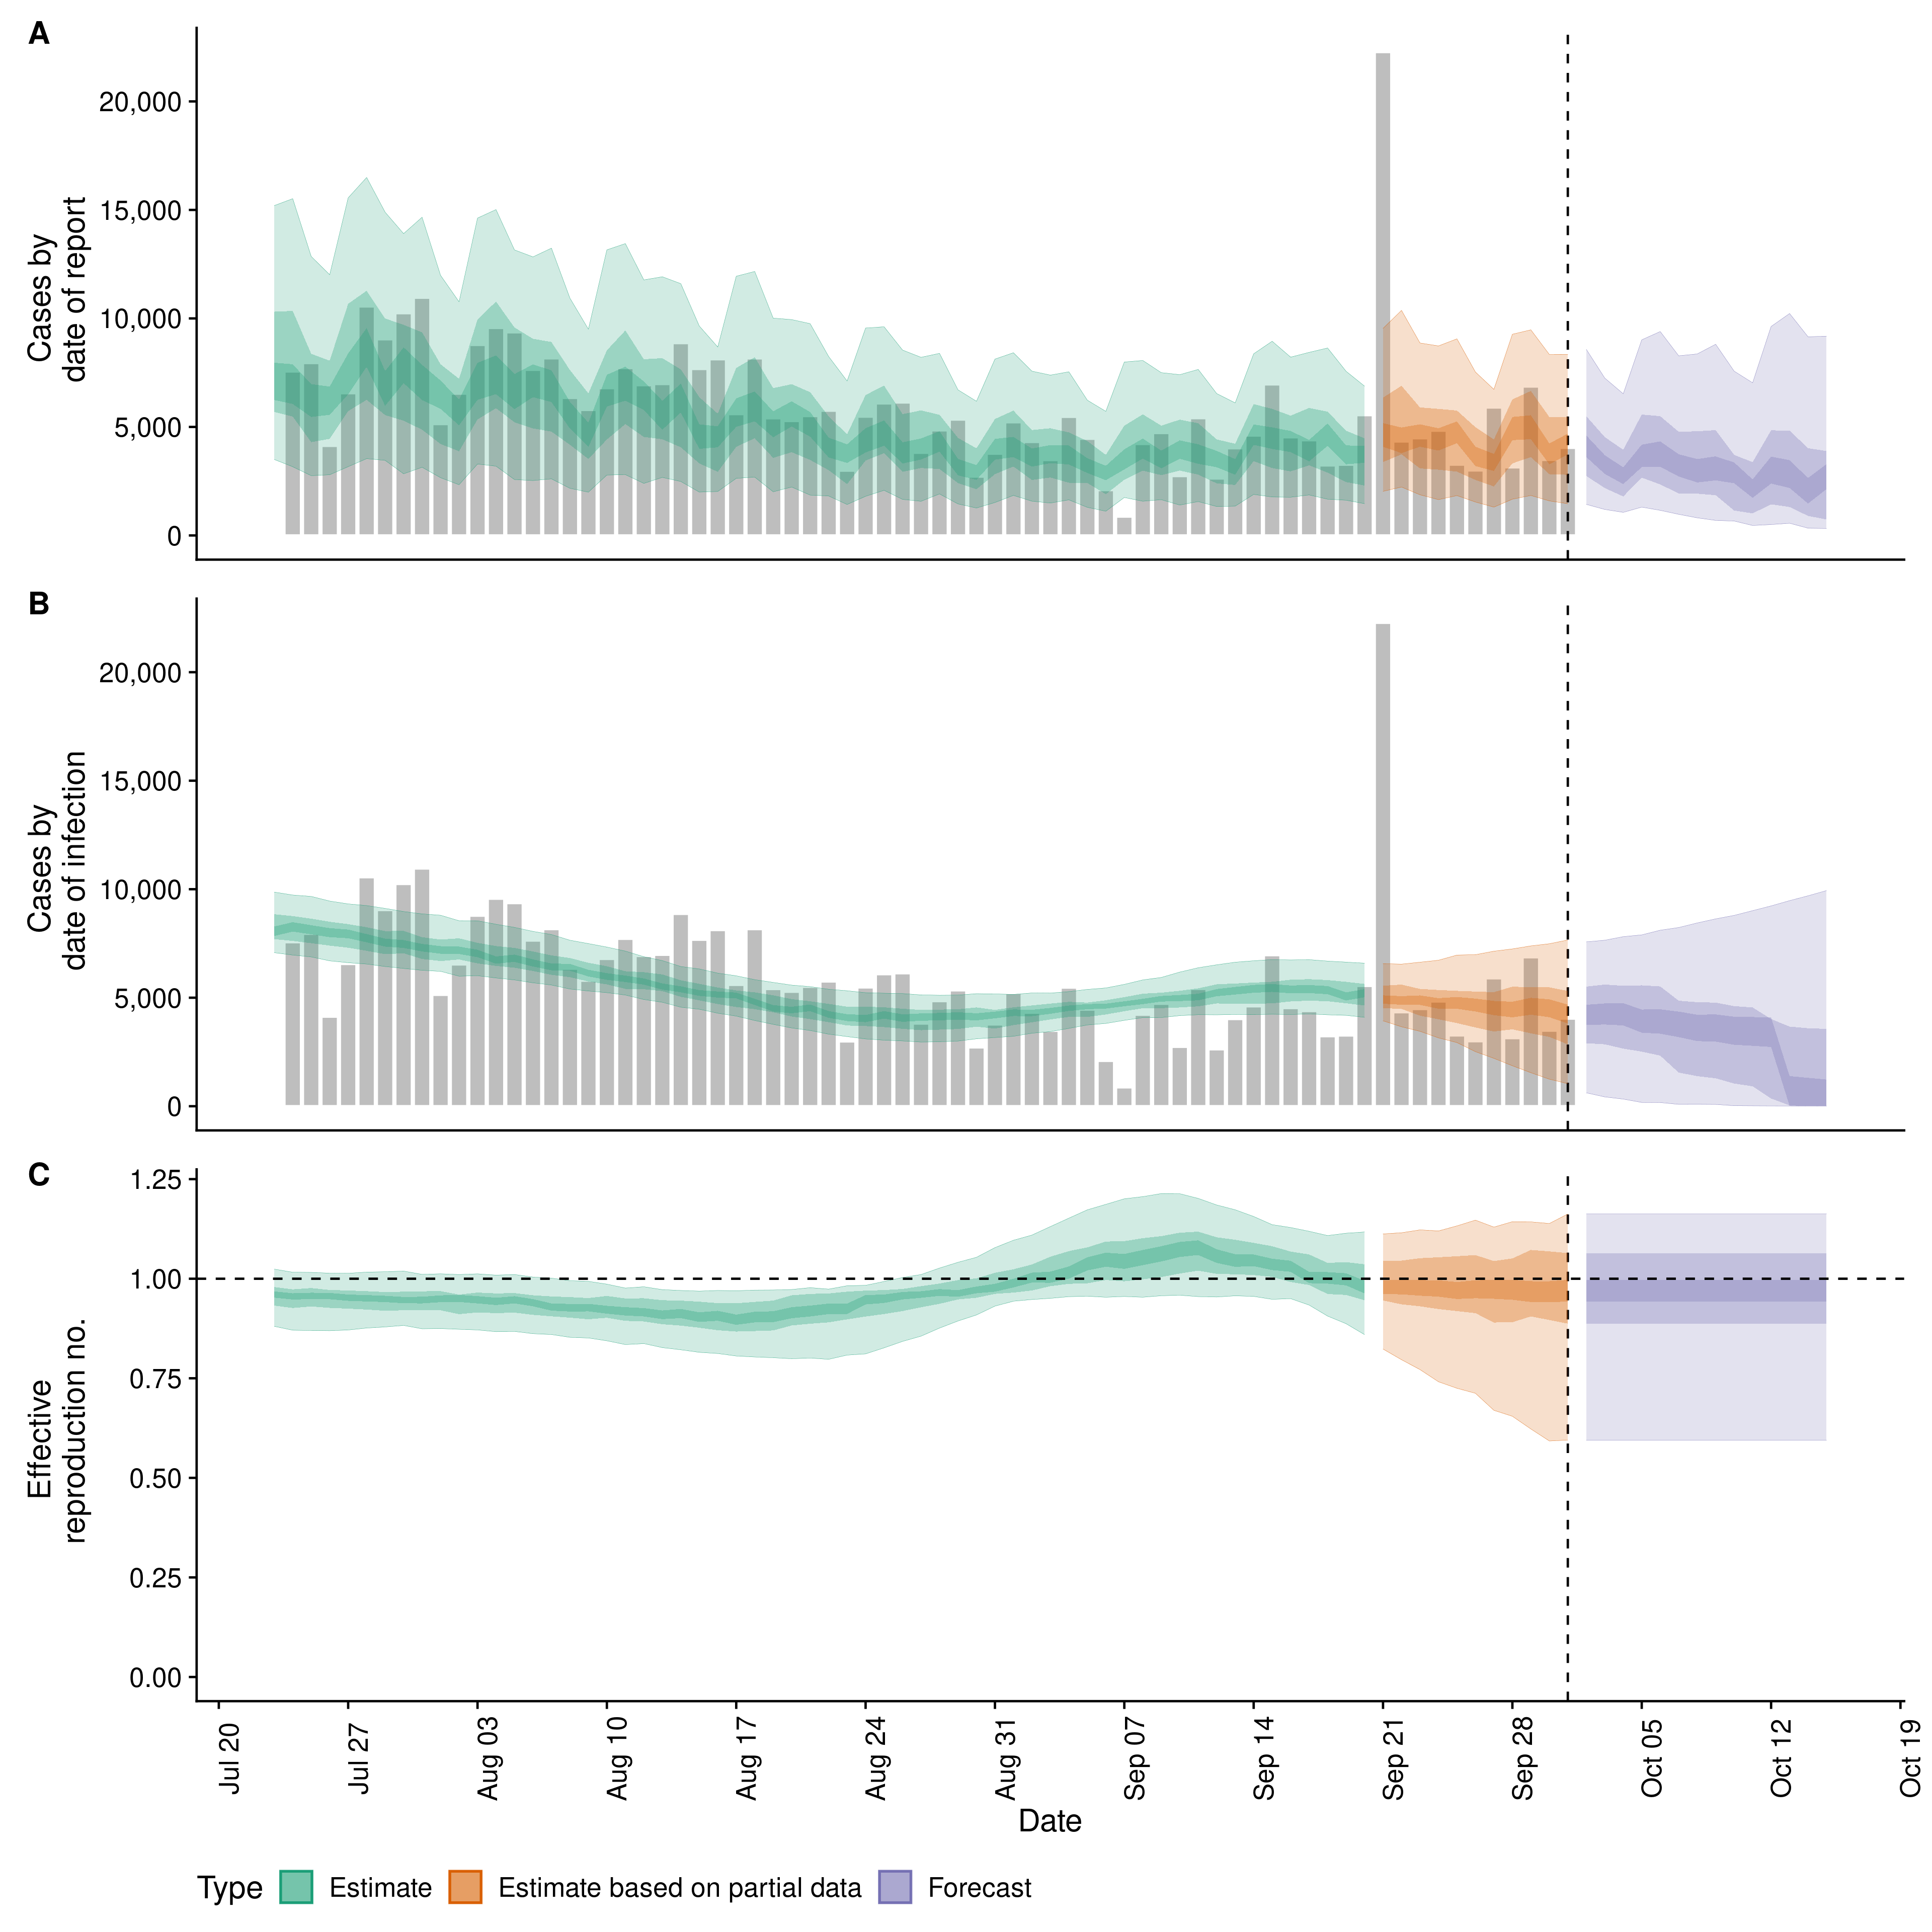 A
Cases by
date of report
20,000
15,000
10,000
5,000
0
B
Cases by
date of infection
20,000
15,000
10,000
5,000
0
C
Effective
reproduction no.
1.25
1.00
0.75
0.50
0.25
0.00
Jul 20
Jul 27
Aug 03
Aug 10
Aug 17
Aug 24
Aug 31
Sep 07
Sep 14
Sep 21
Sep 28
Oct 05
Oct 12
Oct 19
Date
Type Estimate Estimate based on partial data Forecast